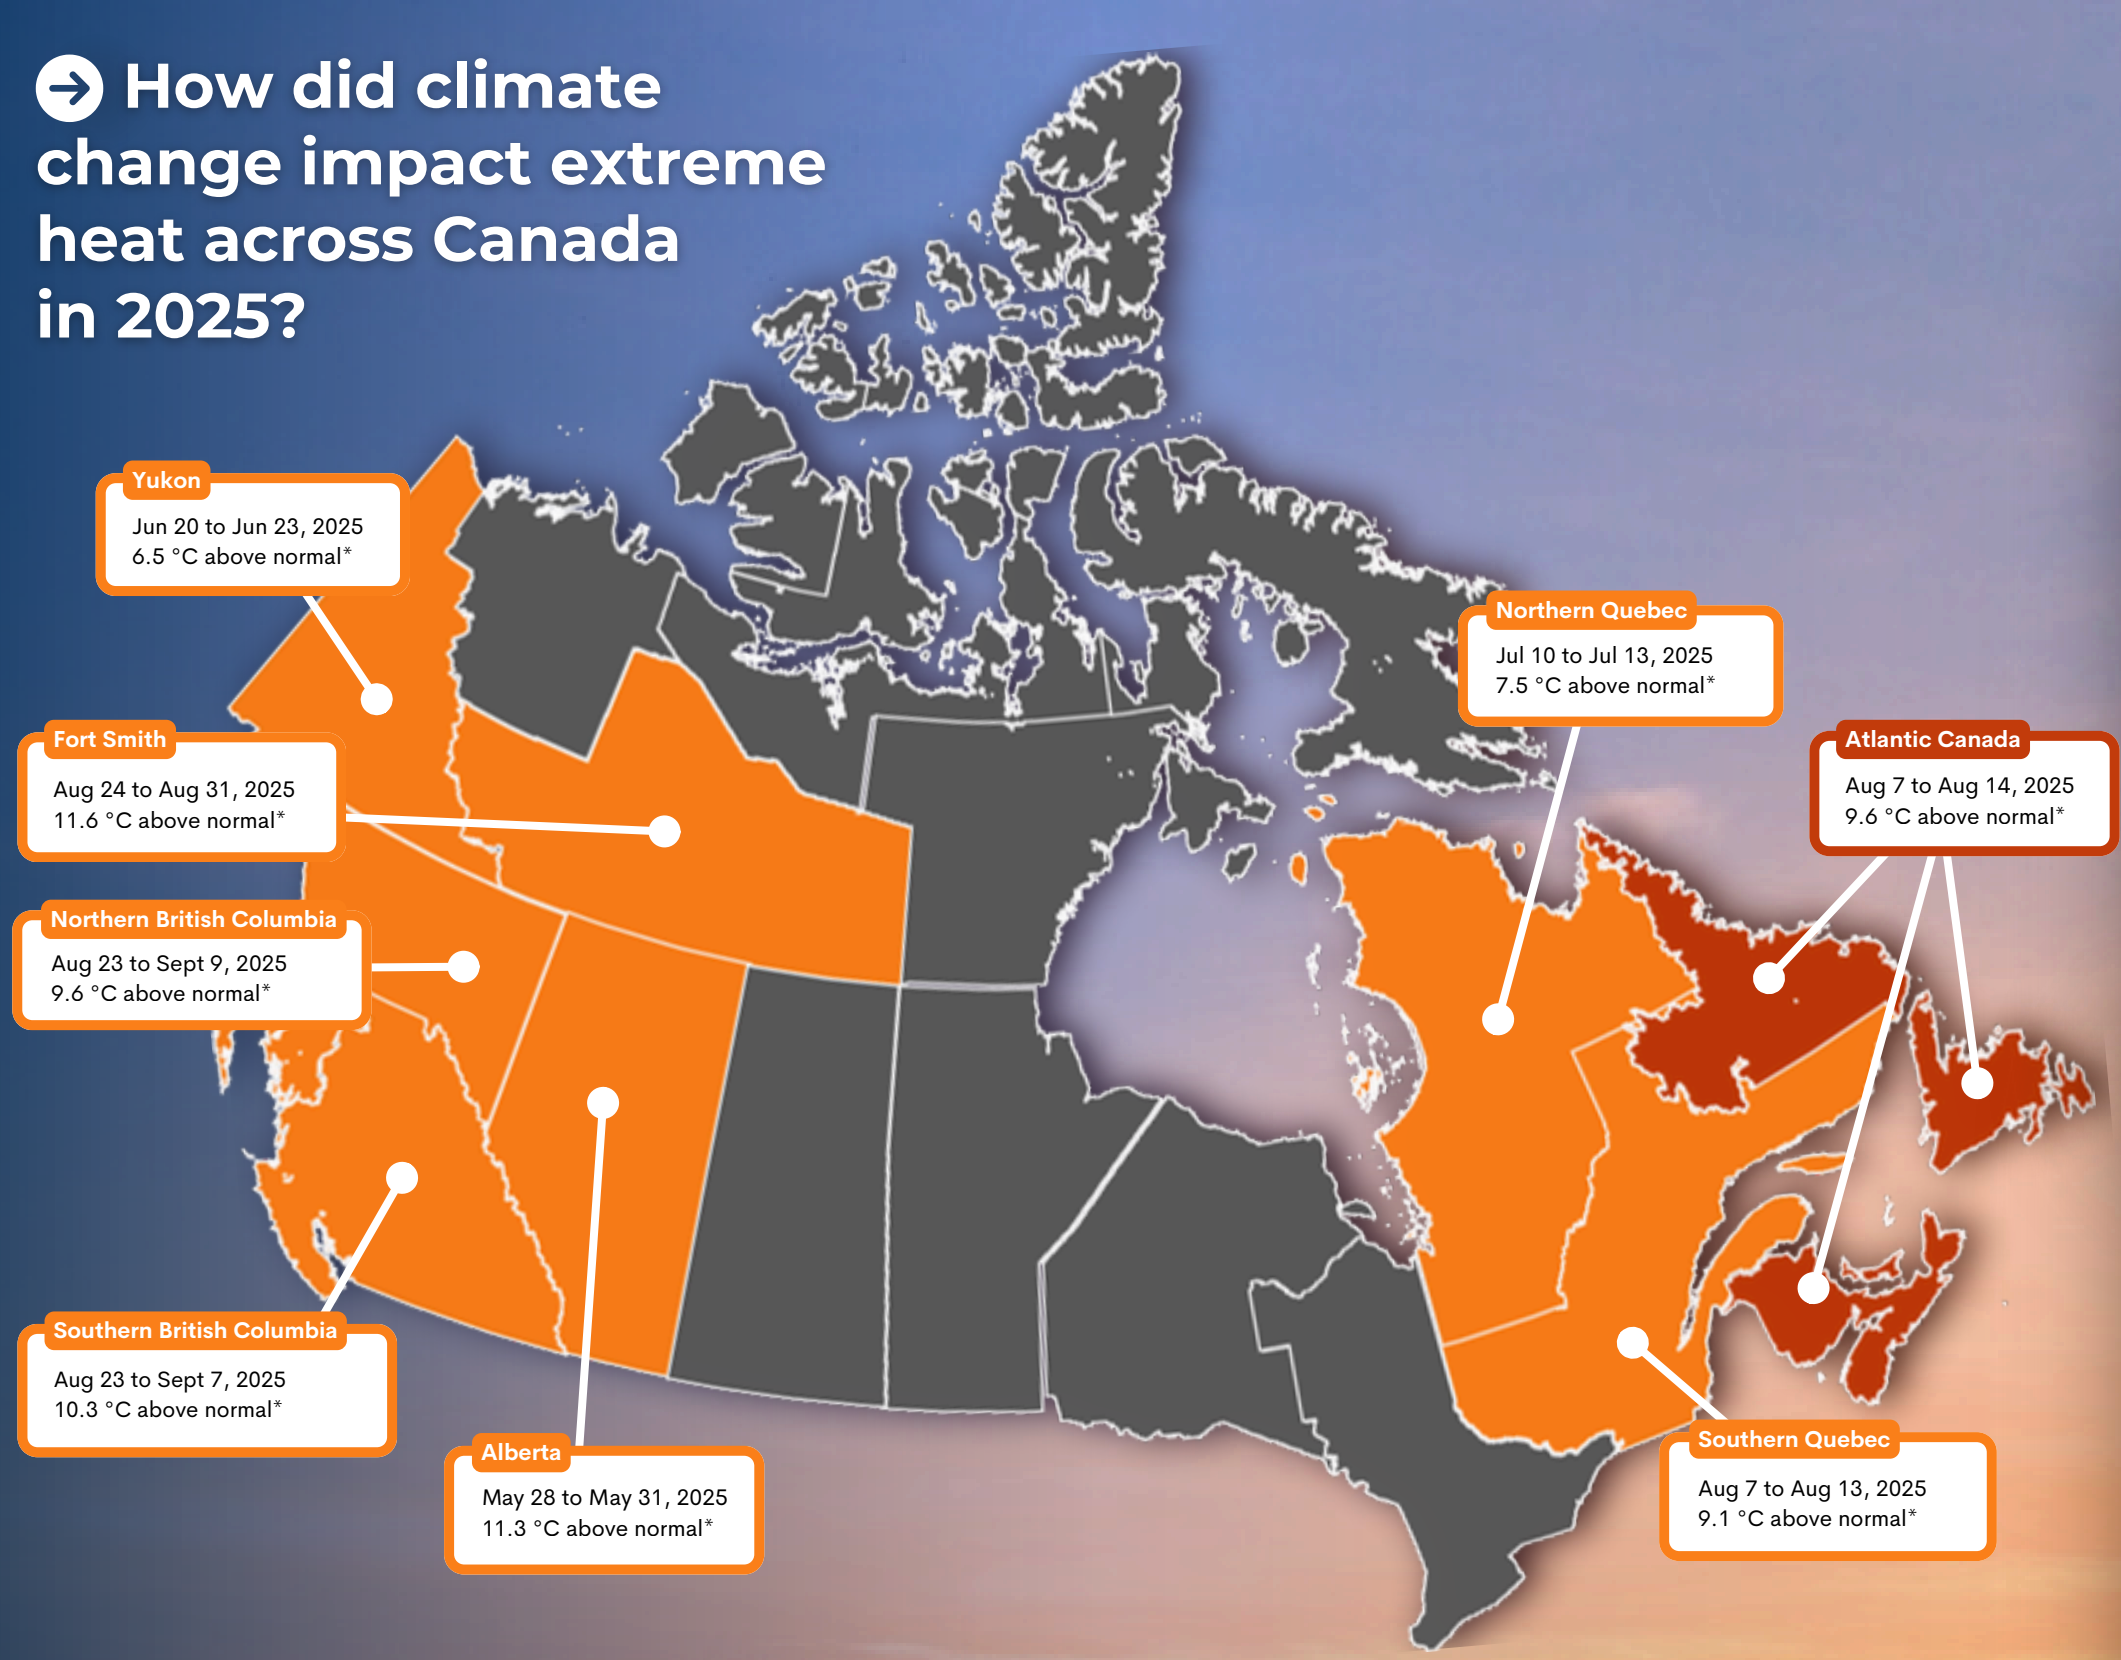 How did climate
change impact extreme
heat across Canada
in 2025?
Yukon
Jun 20 to Jun 23, 2025
6.5 °C above normal*
Fort Smith
Aug 24 to Aug 31, 2025
11.6 °C above normal*
Northern British Columbia
Aug 23 to Sept 9, 2025
9.6 °C above normal*
Southern British Columbia
Aug 23 to Sept 7, 2025
10.3 °C above normal*
Alberta
May 28 to May 31, 2025
11.3 °C above normal*
Northern Quebec
Jul 10 to Jul 13, 2025
7.5 °C above normal*
Atlantic Canada
Aug 7 to Aug 14, 2025
9.6 °C above normal*
Southern Quebec
Aug 7 to Aug 13, 2025
9.1 °C above normal*